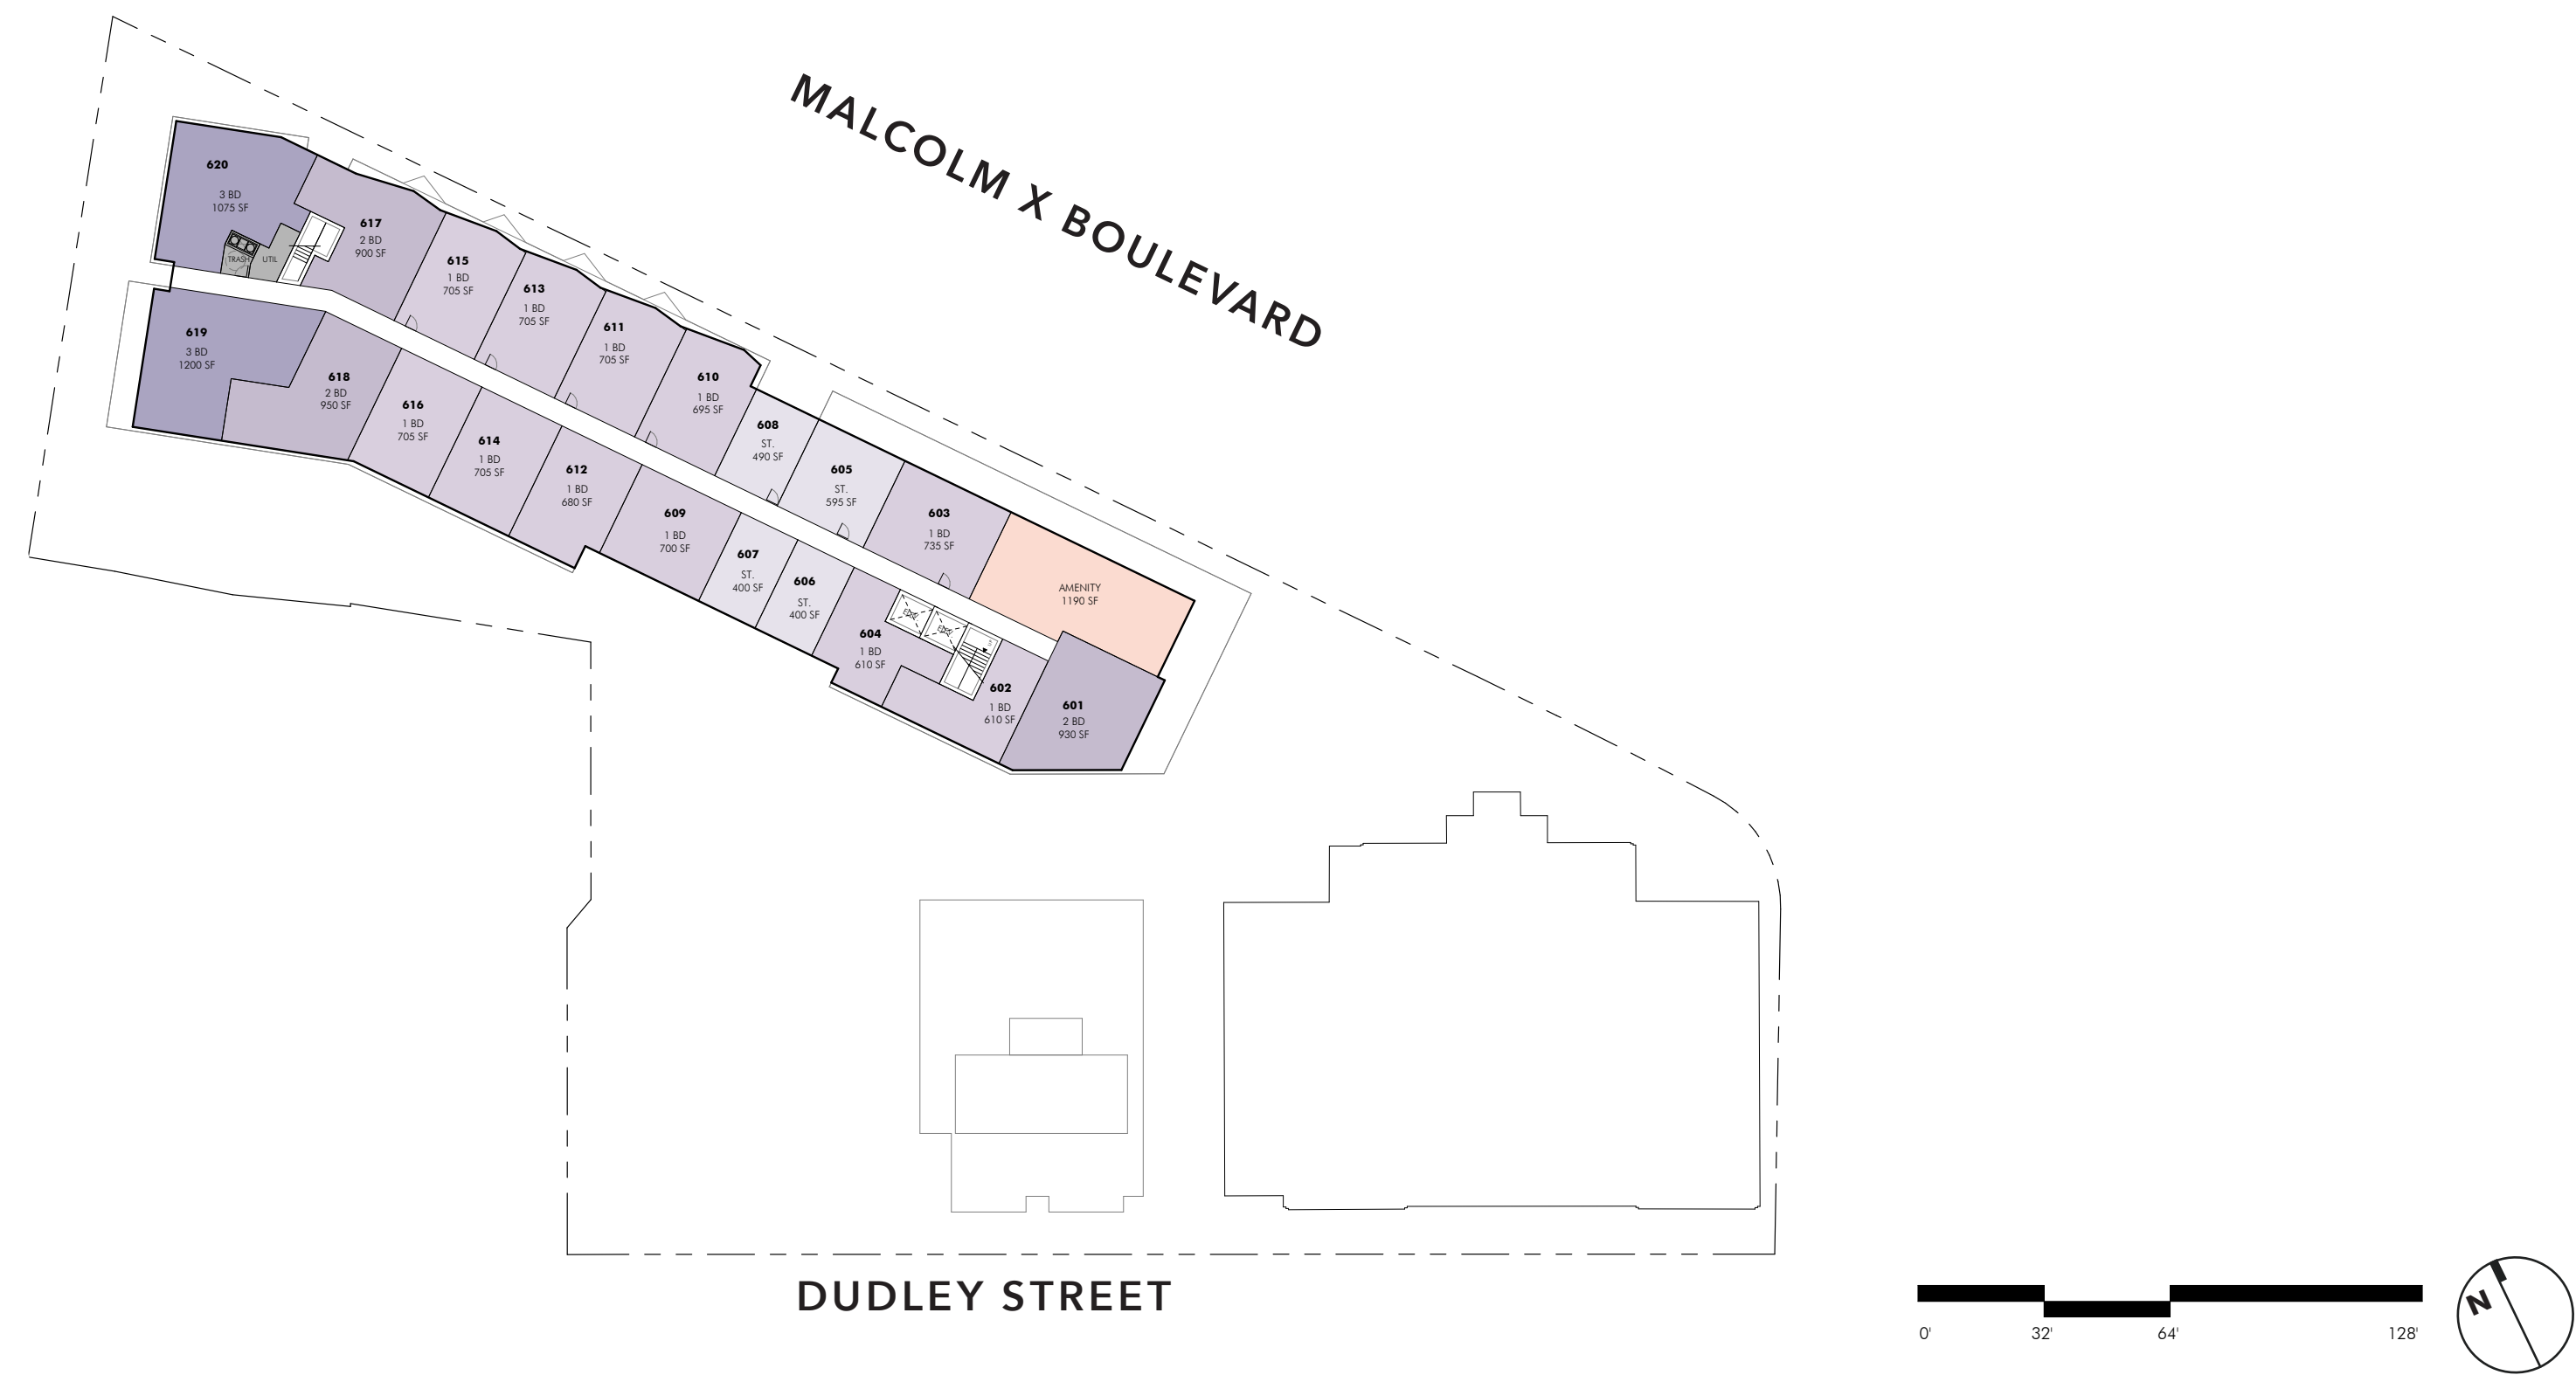 MALCOLM X BOULEVARD
620
3 BD
1075 SF
TRASH
UTIL
617
2 BD
900 SF
615
1 BD
705 SF
613
1 BD
705 SF
611
1 BD
705 SF
610
1 BD
695 SF
608
ST.
490 SF
605
ST.
595 SF
603
1 BD
735 SF
AMENITY
1190 SF
619
3 BD
1200 SF
618
2 BD
950 SF
616
1 BD
705 SF
614
1 BD
705 SF
612
1 BD
680 SF
609
1 BD
700 SF
607
ST.
400 SF
606
ST.
400 SF
604
1 BD
610 SF
602
1 BD
610 SF
601
2 BD
930 SF
DUDLEY STREET
0'
32'
64'
128'
N